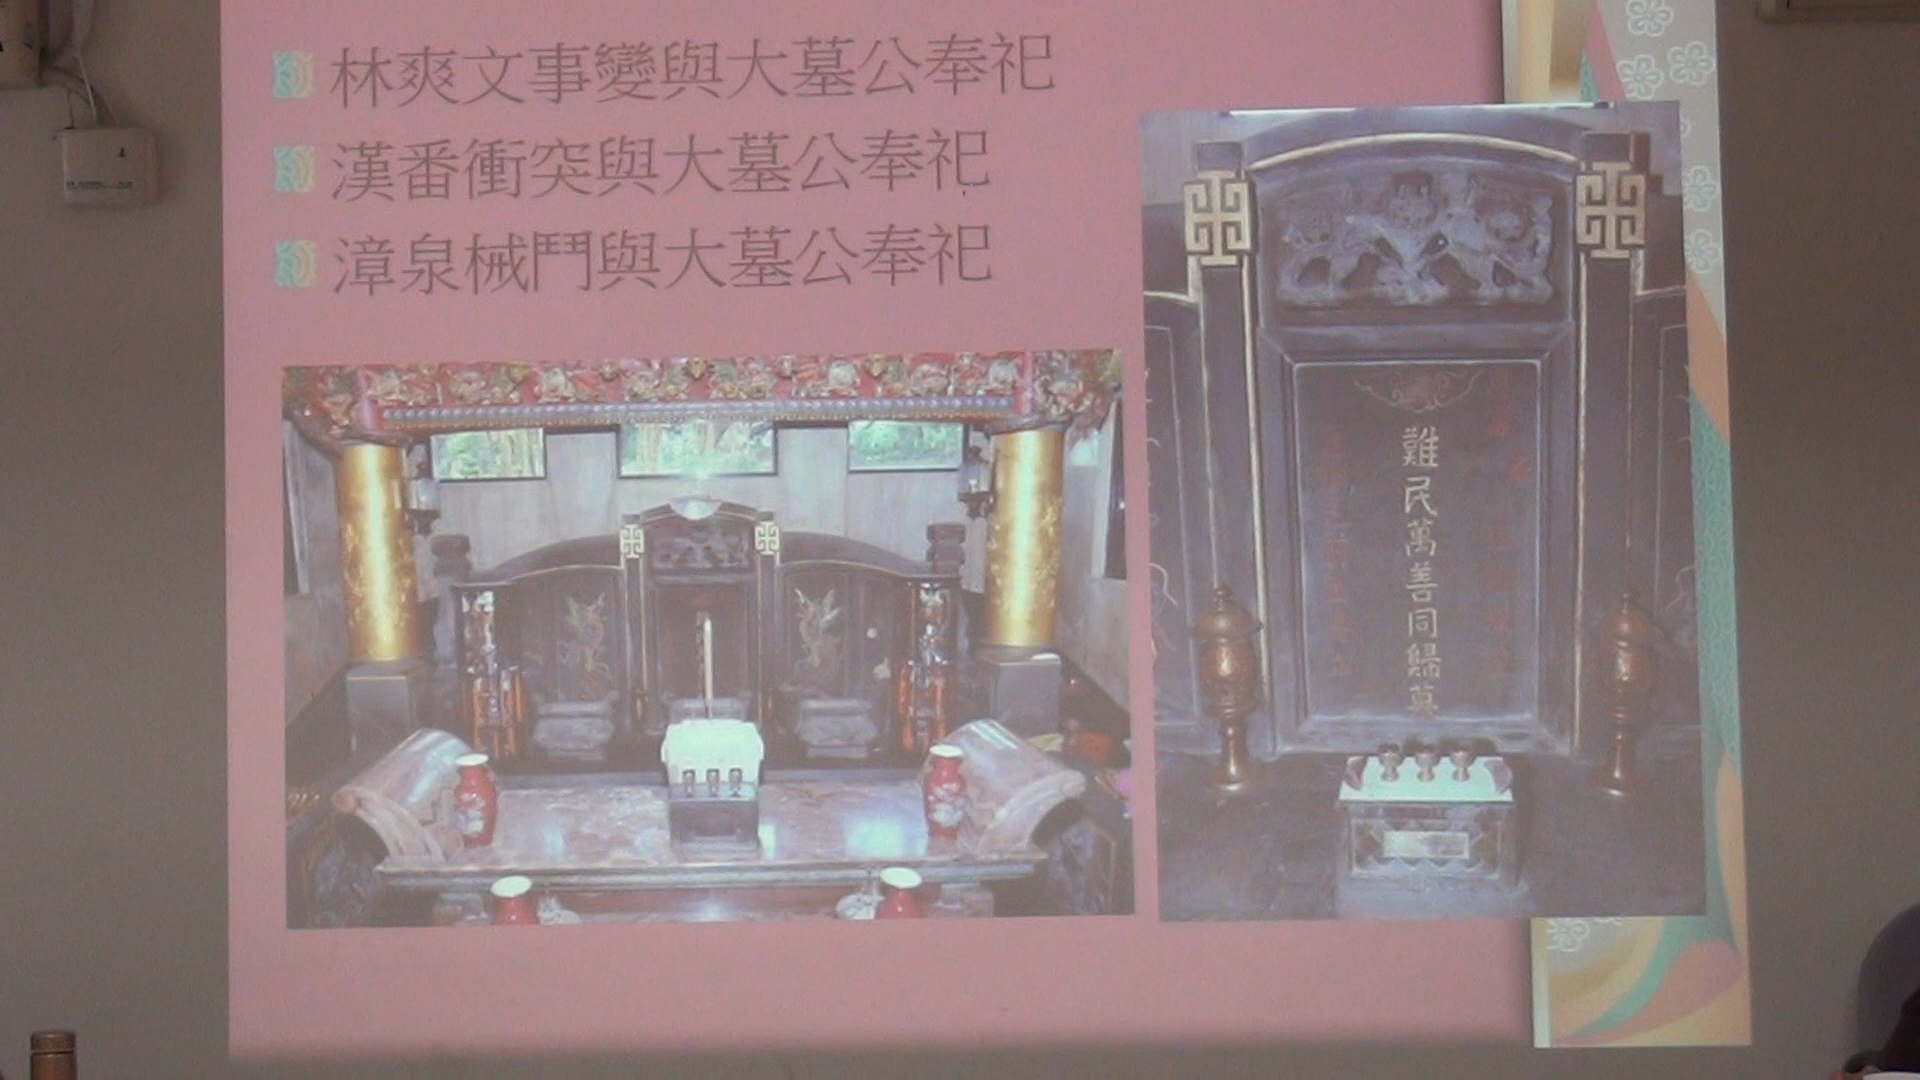 林爽文事變與大墓公奉祀
漢番衝突與大墓公奉祀
漳泉械鬥與大墓公奉祀
難民萬善同歸墓